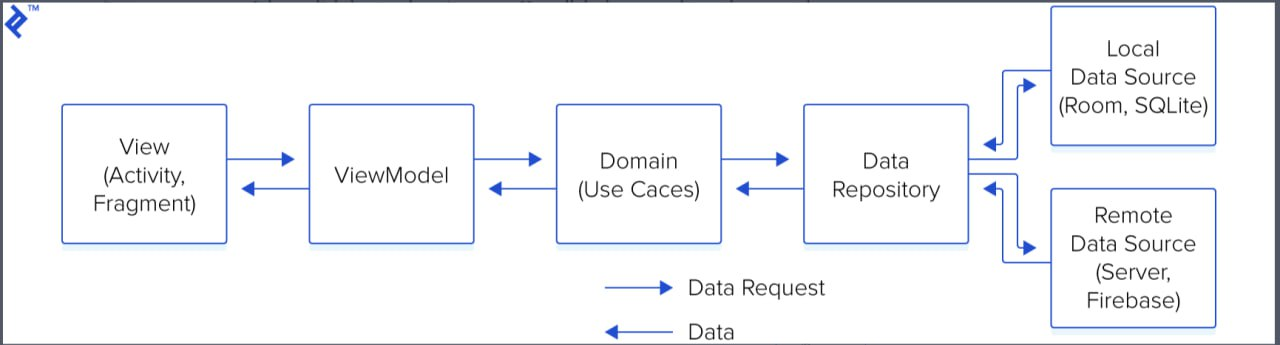 TM
View
(Activity,
Fragment)
ViewModel
Domain
(Use Caces)
Data
Repository
Local
Data Source
(Room, SQLite)
Remote
Data Source
(Server,
Firebase)
Data Request
Data